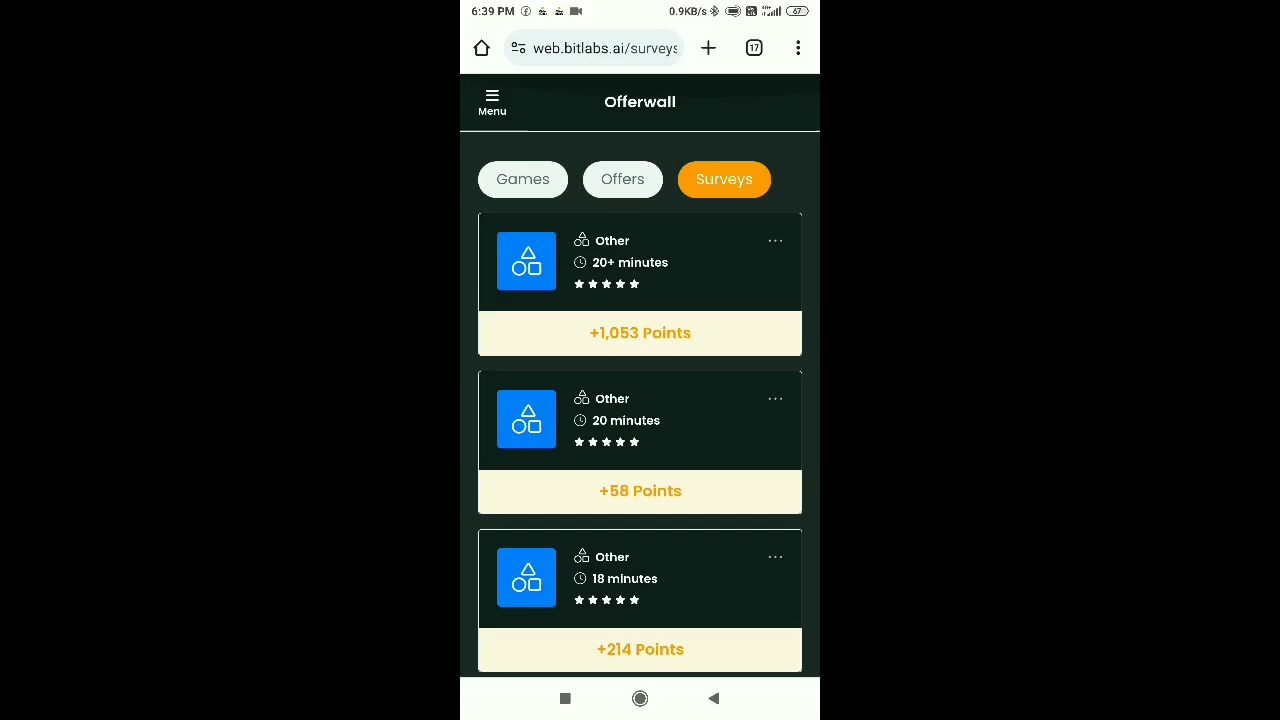 6:39 PM 0.9KB/s 67
web.bitlabs.ai/surveys 17
Menu
Offerwall
Games Offers Surveys
Other
20+ minutes
+1,053 Points
Other
20 minutes
+58 Points
Other
18 minutes
+214 Points